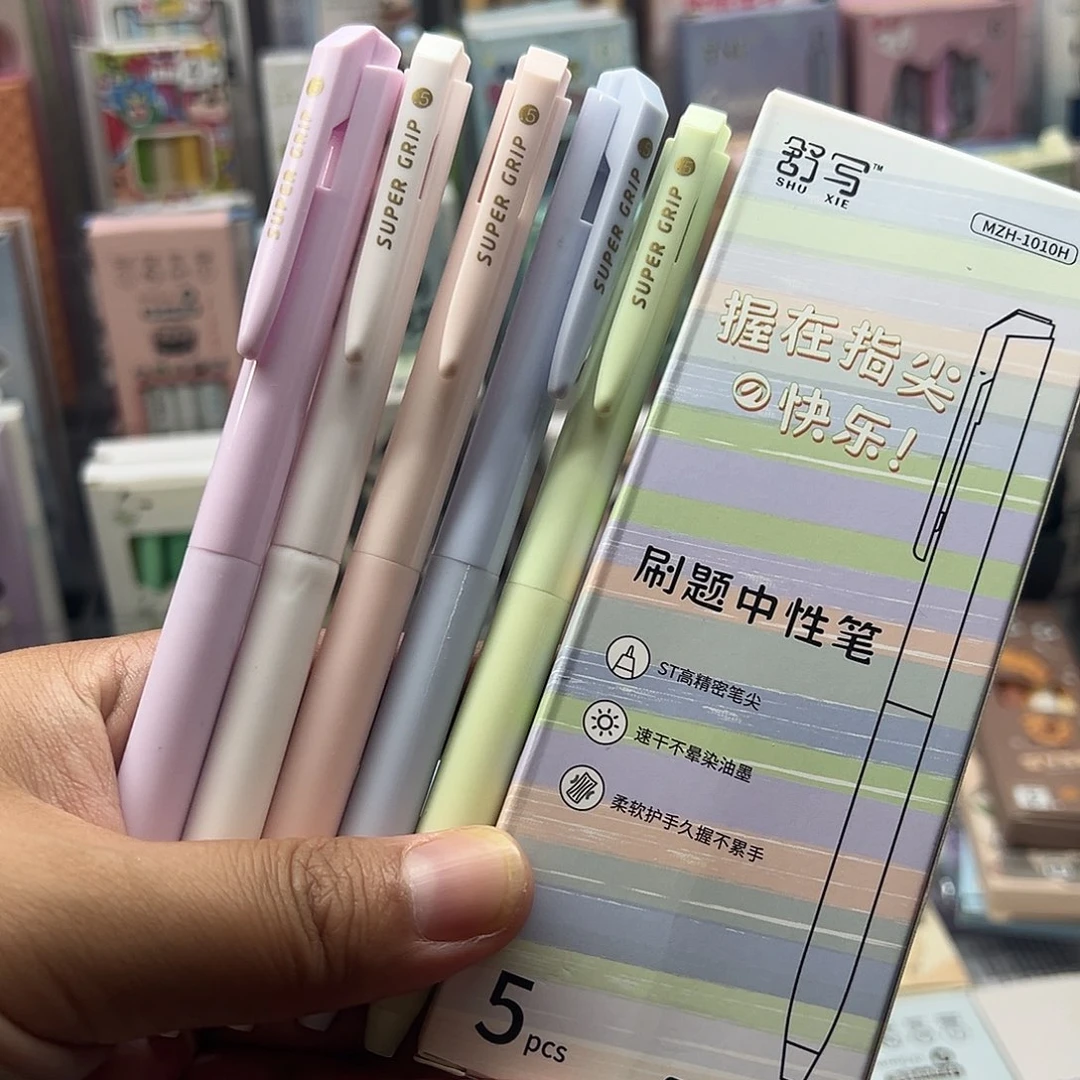 SUPER GRIP
SUPER GRIP
SUPER GRIP
SUPER GRIP
SUPER GRIP
舒写™
SHU XIE
MZH-1010H
握在指尖
の快乐!
刷题中性笔
ST高精密笔尖
速干不晕染油墨
柔软护手久握不累手
5 pcs